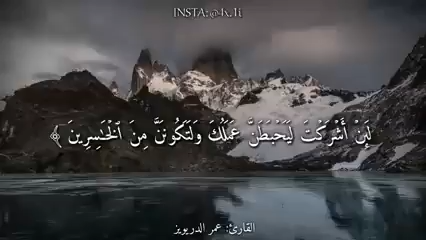 INSTA:@4x.1i
لَئِنْ أَشْرَكْتَ لَيَحْبَطَنَّ عَمَلُكَ وَلَتَكُونَنَّ مِنَ ٱلْخَـٰسِرِينَ ﴾
القارئ: عمر الدريويز